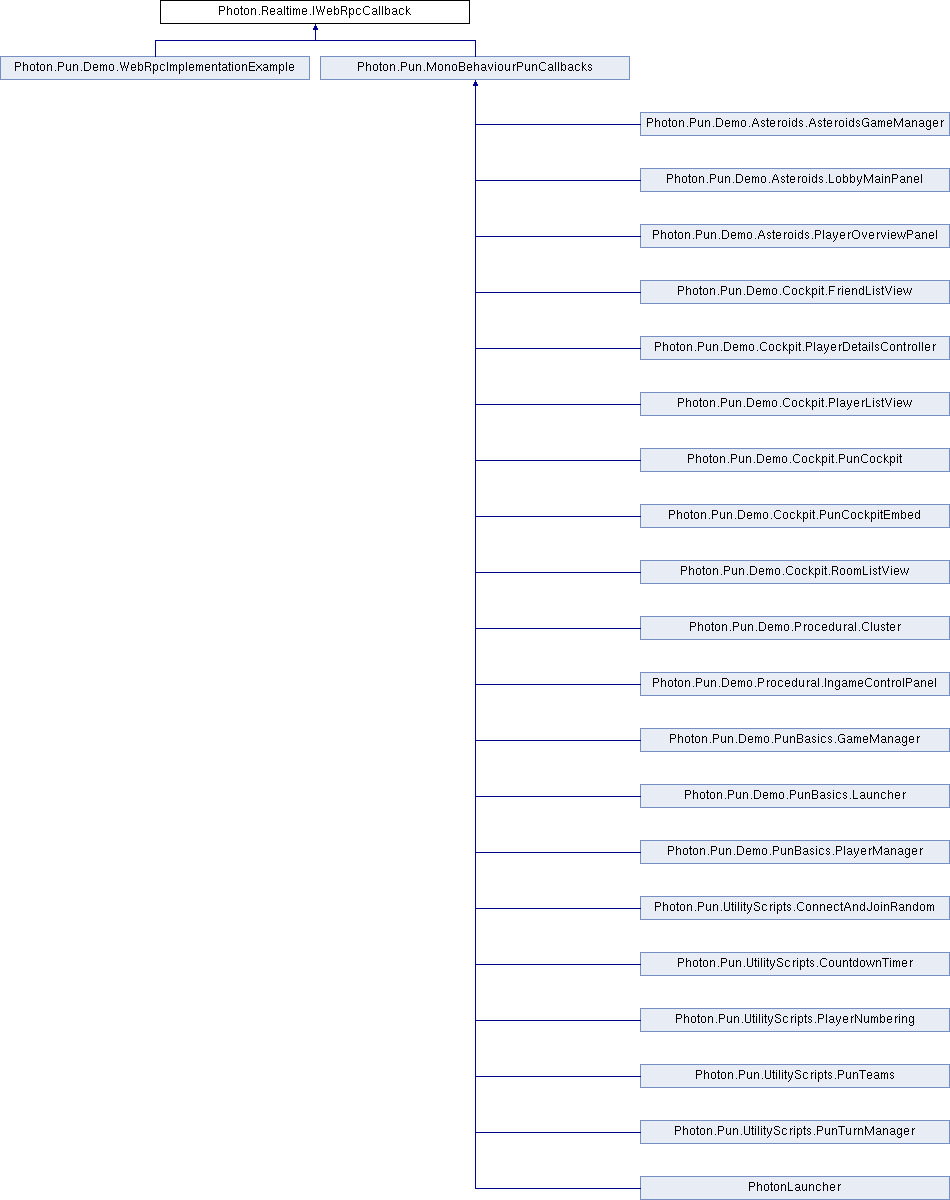 Photon.Realtime.IWebRpcCallback
Photon.Pun.Demo.WebRpcImplementationExample
Photon.Pun.MonoBehaviourPunCallbacks
Photon.Pun.Demo.Asteroids.AsteroidsGameManager
Photon.Pun.Demo.Asteroids.LobbyMainPanel
Photon.Pun.Demo.Asteroids.PlayerOverviewPanel
Photon.Pun.Demo.Cockpit.FriendListView
Photon.Pun.Demo.Cockpit.PlayerDetailsController
Photon.Pun.Demo.Cockpit.PlayerListView
Photon.Pun.Demo.Cockpit.PunCockpit
Photon.Pun.Demo.Cockpit.PunCockpitEmbed
Photon.Pun.Demo.Cockpit.RoomListView
Photon.Pun.Demo.Procedural.Cluster
Photon.Pun.Demo.Procedural.IngameControlPanel
Photon.Pun.Demo.PunBasics.GameManager
Photon.Pun.Demo.PunBasics.Launcher
Photon.Pun.Demo.PunBasics.PlayerManager
Photon.Pun.UtilityScripts.ConnectAndJoinRandom
Photon.Pun.UtilityScripts.CountdownTimer
Photon.Pun.UtilityScripts.PlayerNumbering
Photon.Pun.UtilityScripts.PunTeams
Photon.Pun.UtilityScripts.PunTurnManager
PhotonLauncher